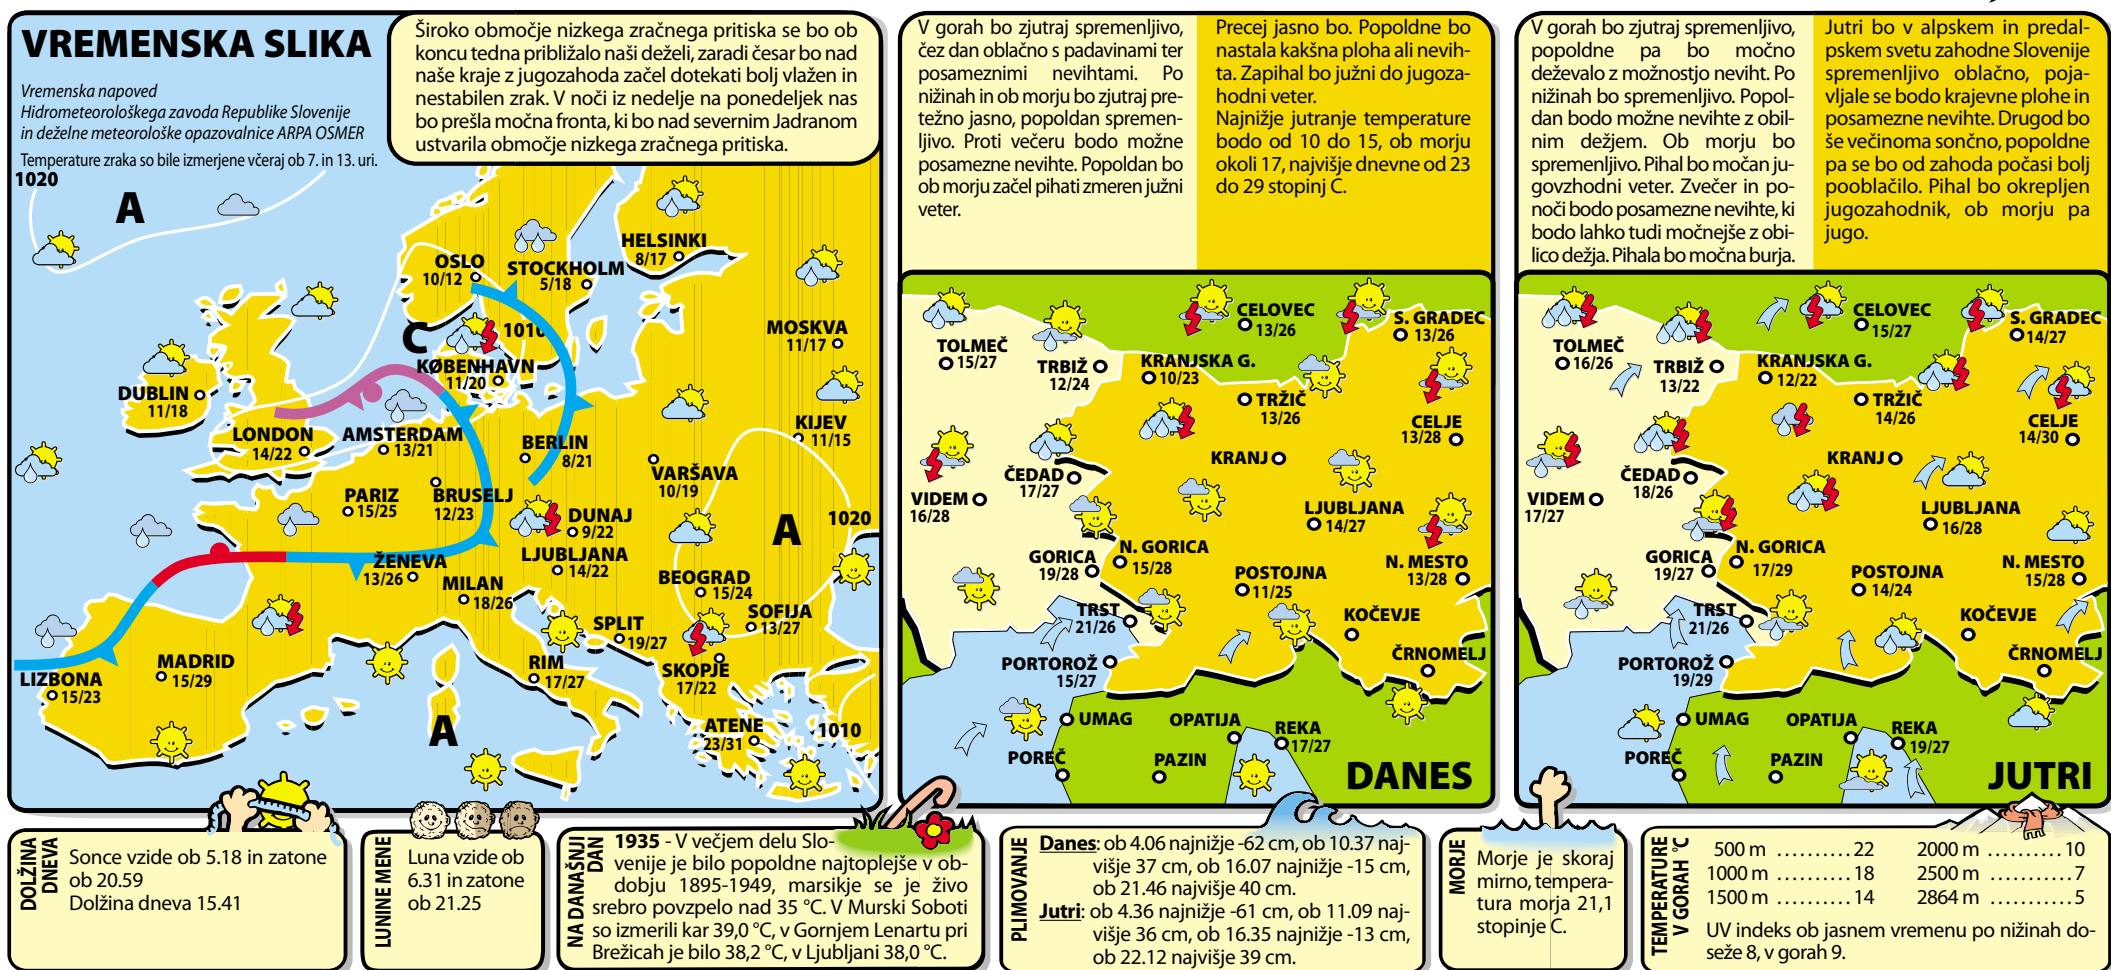 VREMENSKA SLIKA
Vremenska napoved
Hidrometeorološkega zavoda Republike Slovenije
in deželne meteorološke opazovalnice ARPA OSMER
Temperature zraka so bile izmerjene včeraj ob 7. in 13. uri.
Široko območje nizkega zračnega pritiska se bo ob
koncu tedna približalo naši deželi, zaradi česar bo nad
naše kraje z jugozahoda začel dotekati bolj vlažen in
nestabilen zrak. V noči iz nedelje na ponedeljek nas
bo prešla močna fronta, ki bo nad severnim Jadranom
ustvarila območje nizkega zračnega pritiska.
1020
A
HELSINKI
8/17
OSLO
10/12
STOCKHOLM
5/18
C
1010
MOSKVA
11/17
KØBENHAVN
11/20
DUBLIN
11/18
LONDON
14/22
AMSTERDAM
13/21
BERLIN
8/21
KIJEV
11/15
VARŠAVA
10/19
PARIZ
15/25
BRUSELJ
12/23
DUNAJ
9/22
A
1020
ŽENEVA
13/26
LJUBLJANA
14/22
MILAN
18/26
BEOGRAD
15/24
SOFIJA
13/27
SPLIT
19/27
MADRID
15/29
LIZBONA
15/23
RIM
17/27
SKOPJE
17/22
A
ATENE
23/31
1010
V gorah bo zjutraj spremenljivo,
čez dan oblačno s padavinami ter
posameznimi nevihtami. Po
nižinah in ob morju bo zjutraj pre-
težno jasno, popoldan spremen-
ljivo. Proti večeru bodo možne
posamezne nevihte. Popoldan bo
ob morju začel pihati zmeren južni
veter.
Precej jasno bo. Popoldne bo
nastala kakšna ploha ali nevih-
ta. Zapihal bo južni do jugoza-
hodni veter.
Najnižje jutranje temperature
bodo od 10 do 15, ob morju
okoli 17, najvišje dnevne od 23
do 29 stopinj C.
CELOVEC
13/26
S. GRADEC
13/26
TOLMEČ
15/27
TRBIŽ
12/24
KRANJSKA G.
10/23
TRŽIČ
13/26
CELJE
13/28
KRANJ
ČEDAD
17/27
VIDEM
16/28
LJUBLJANA
14/27
GORICA
19/28
N. GORICA
15/28
POSTOJNA
11/25
N. MESTO
13/28
TRST
21/26
KOČEVJE
PORTOROŽ
15/27
ČRNOMELJ
UMAG
OPATIJA
REKA
17/27
POREČ
PAZIN
DANES
V gorah bo zjutraj spremenljivo,
popoldne pa bo močno
deževalo z možnostjo neviht. Po
nižinah bo spremenljivo. Popol-
dan bodo možne nevihte z obil-
nim dežjem. Ob morju bo
spremenljivo. Pihal bo močan ju-
govzhodni veter. Zvečer in po-
noči bodo posamezne nevihte, ki
bodo lahko tudi močnejše z obi-
lico dežja. Pihala bo močna burja.
Jutri bo v alpskem in predal-
pskem svetu zahodne Slovenije
spremenljivo oblačno, poja-
vljale se bodo krajevne plohe in
posamezne nevihte. Drugod bo
še večinoma sončno, popoldne
pa se bo od zahoda počasi bolj
pooblačilo. Pihal bo okrepljen
jugozahodnik, ob morju pa
jugo.
CELOVEC
15/27
S. GRADEC
14/27
TOLMEČ
16/26
TRBIŽ
13/22
KRANJSKA G.
12/22
TRŽIČ
14/26
CELJE
14/30
KRANJ
ČEDAD
18/26
VIDEM
17/27
LJUBLJANA
16/28
GORICA
19/27
N. GORICA
17/29
POSTOJNA
14/24
N. MESTO
15/28
TRST
21/26
KOČEVJE
PORTOROŽ
19/29
ČRNOMELJ
UMAG
OPATIJA
REKA
19/27
POREČ
PAZIN
JUTRI
DOLŽINA
DNEVA
Sonce vzide ob 5.18 in zatone
ob 20.59
Dolžina dneva 15.41
LUNINE MENE
Luna vzide ob
6.31 in zatone
ob 21.25
NA DANAŠNJI
DAN
1935 - V večjem delu Slo-
venije je bilo popoldne najtoplejše v ob-
dobju 1895-1949, marsikje se je živo
srebro povzpelo nad 35 °C. V Murski Soboti
so izmerili kar 39,0 °C, v Gornjem Lenartu pri
Brežicah je bilo 38,2 °C, v Ljubljani 38,0 °C.
PLIMOVANJE
Danes: ob 4.06 najnižje -62 cm, ob 10.37 naj-
višje 37 cm, ob 16.07 najnižje -15 cm,
ob 21.46 najvišje 40 cm.
Jutri: ob 4.36 najnižje -61 cm, ob 11.09 naj-
višje 36 cm, ob 16.35 najnižje -13 cm,
ob 22.12 najvišje 39 cm.
MORJE
Morje je skoraj
mirno, tempera-
tura morja 21,1
stopinje C.
TEMPERATURE
V GORAH °C
500 m .......... 22
1000 m .......... 18
1500 m .......... 14
2000 m .......... 10
2500 m .......... 7
2864 m .......... 5
UV indeks ob jasnem vremenu po nižinah do-
seže 8, v gorah 9.